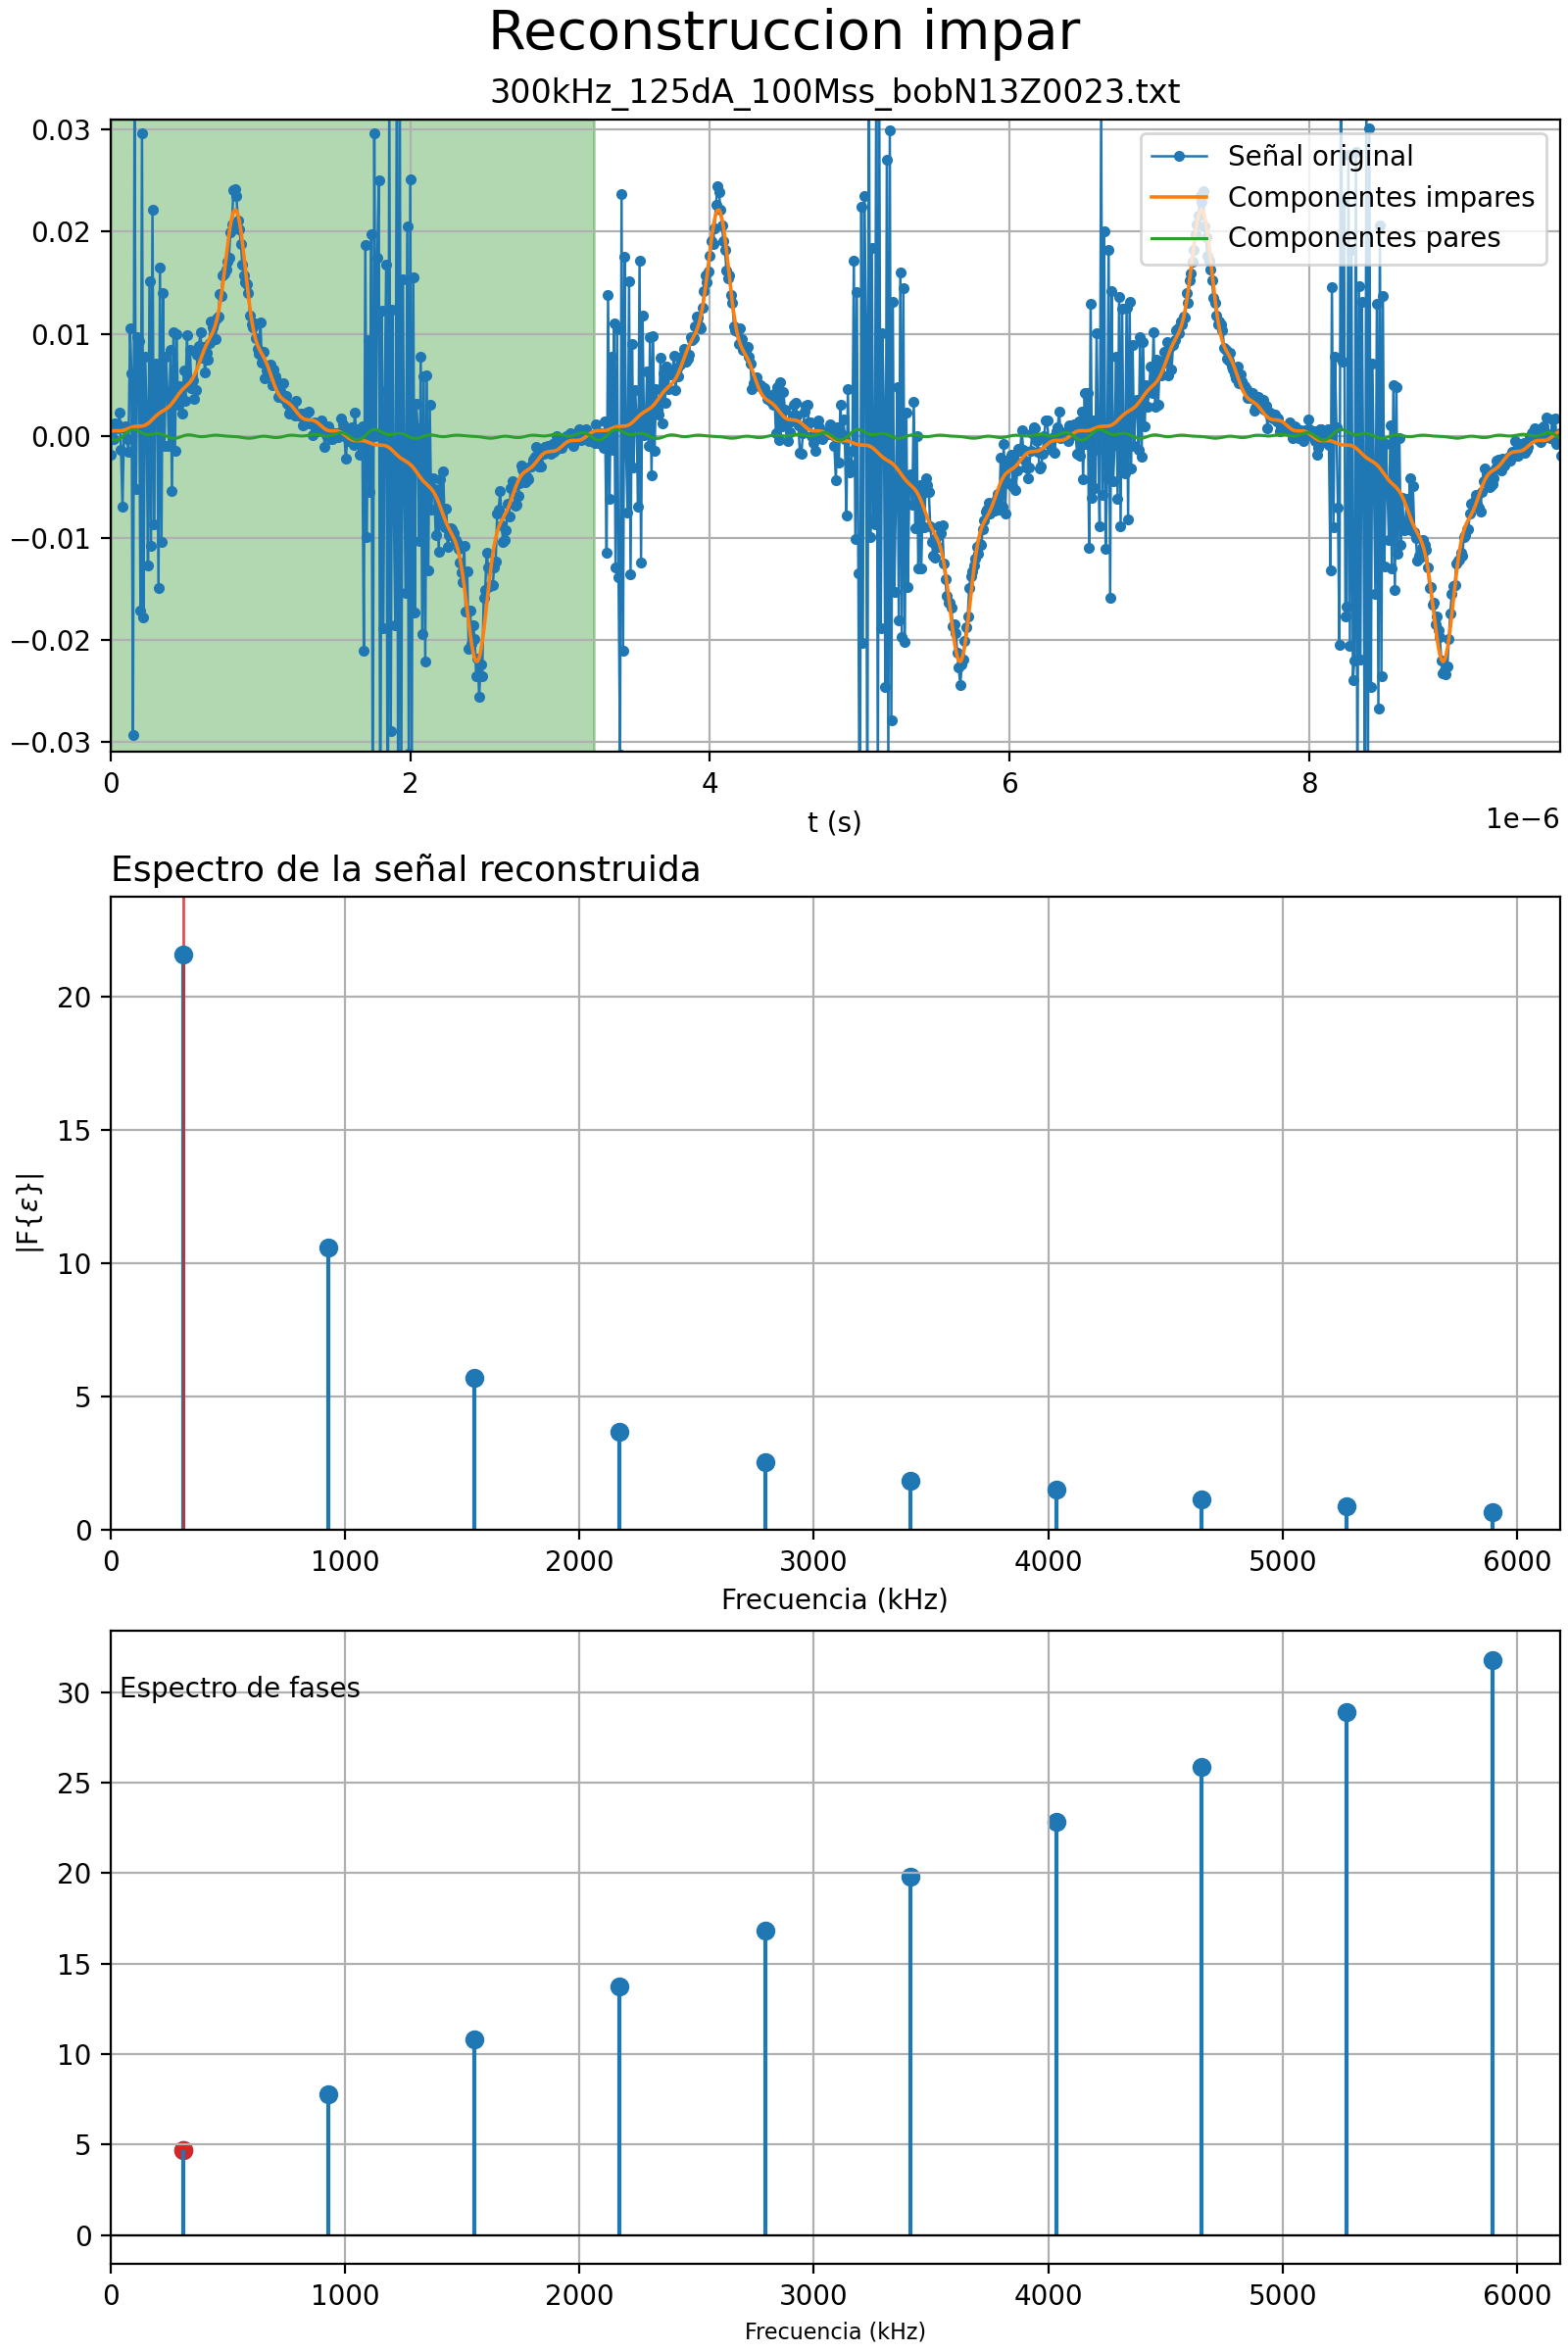 Reconstruccion impar
300kHz_125dA_100Mss_bobN13Z0023.txt
0.03
0.02
0.01
0.00
−0.01
−0.02
−0.03
Señal original
Componentes impares
Componentes pares
0 2 4 6 8
1e−6
t (s)
Espectro de la señal reconstruida
20
15
10
5
0
|F{ε}|
0 1000 2000 3000 4000 5000 6000
Frecuencia (kHz)
Espectro de fases
30
25
20
15
10
5
0
0 1000 2000 3000 4000 5000 6000
Frecuencia (kHz)